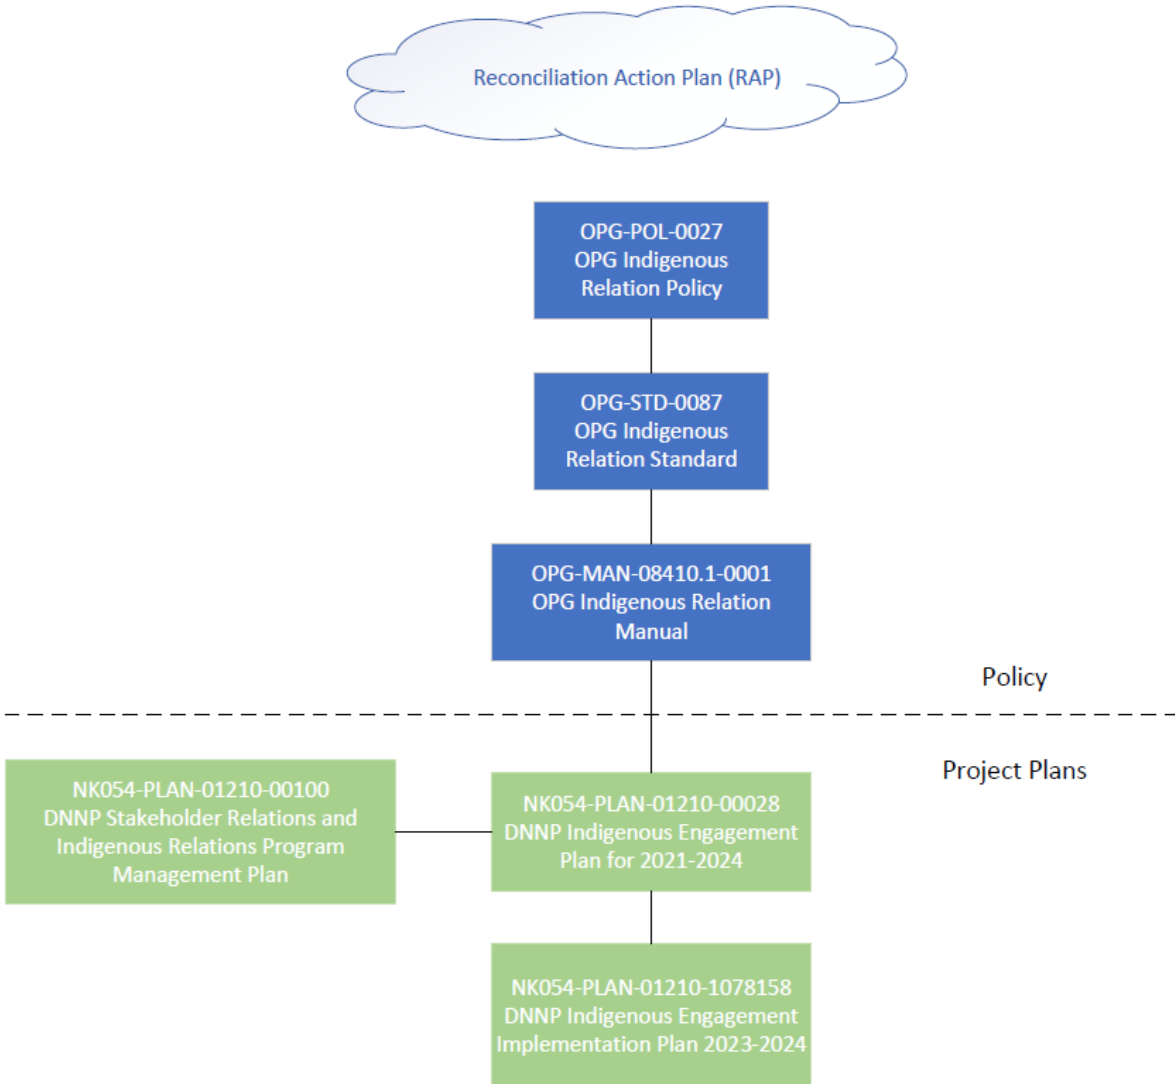 Reconciliation Action Plan (RAP)
OPG-POL-0027
OPG Indigenous
Relation Policy
OPG-STD-0087
OPG Indigenous
Relation Standard
OPG-MAN-08410.1-0001
OPG Indigenous Relation
Manual
Policy
Project Plans
NK054-PLAN-01210-00100
DNNP Stakeholder Relations and
Indigenous Relations Program
Management Plan
NK054-PLAN-01210-00028
DNNP Indigenous Engagement
Plan for 2021-2024
NK054-PLAN-01210-1078158
DNNP Indigenous Engagement
Implementation Plan 2023-2024